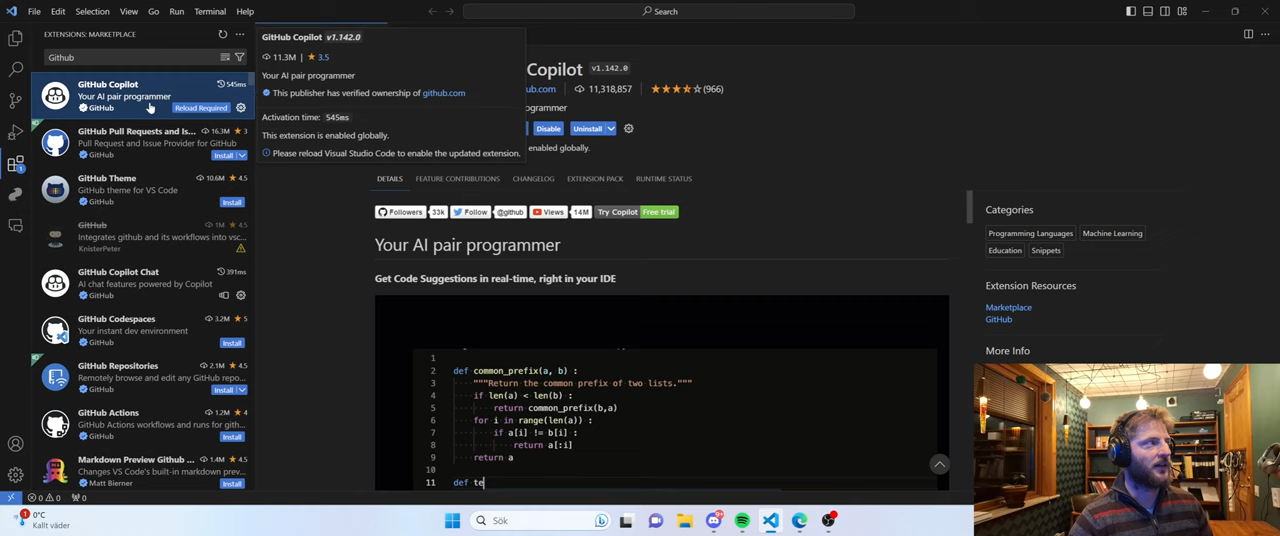 File Edit Selection View Go Run Terminal Help
Search
EXTENSIONS: MARKETPLACE
Github
GitHub Copilot 545ms
Your AI pair programmer
GitHub Reload Required
GitHub Pull Requests and Is... 16.3M 3
Pull Request and Issue Provider for GitHub
GitHub Install
GitHub Theme 10.6M 4.5
GitHub theme for VS Code
GitHub Install
GitHub 1M 4.5
Integrates github and its workflows into vsc...
KnisterPeter
GitHub Copilot Chat 391ms
AI chat features powered by Copilot
GitHub
GitHub Codespaces 3.2M 5
Your instant dev environment
GitHub Install
GitHub Repositories 2.1M 4.5
Remotely browse and edit any GitHub repo...
GitHub Install
GitHub Actions 1.2M 4
GitHub Actions workflows and runs for gith...
GitHub Install
Markdown Preview Github ... 1.4M 4.5
Changes VS Code's built-in markdown prev...
Matt Bierner Install
GitHub Copilot v1.142.0
11.3M | 3.5
Your AI pair programmer
This publisher has verified ownership of github.com
Activation time: 545ms
This extension is enabled globally.
Please reload Visual Studio Code to enable the updated extension.
Copilot v1.142.0
ub.com 11,318,857 (966)
ogrammer
Disable Uninstall
enabled globally.
DETAILS FEATURE CONTRIBUTIONS CHANGELOG EXTENSION PACK RUNTIME STATUS
Followers 33k Follow @github Views 14M Try Copilot Free trial
Your AI pair programmer
Get Code Suggestions in real-time, right in your IDE
1
2 def common_prefix(a, b) :
3 """Return the common prefix of two lists."""
4 if len(a) < len(b) :
5 return common_prefix(b,a)
6 for i in range(len(a)) :
7 if a[i] != b[i] :
8 return a[:i]
9 return a
10
11 def te
Categories
Programming Languages Machine Learning
Education Snippets
Extension Resources
Marketplace
GitHub
More Info
0 0 0
0°C
Kallt väder
Sök